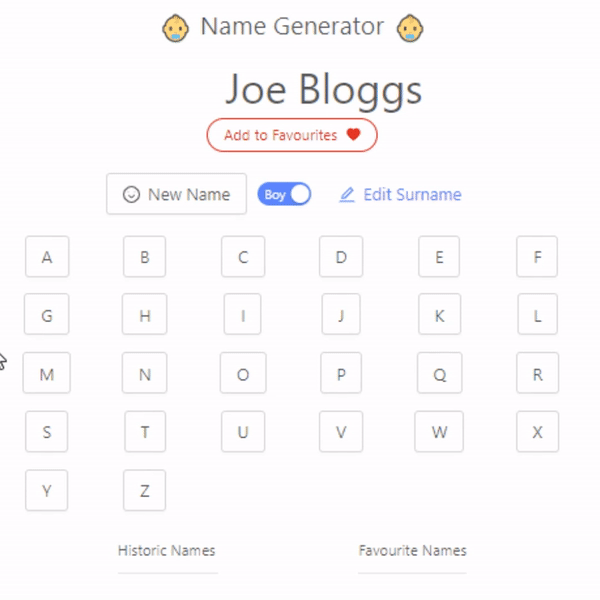 Name Generator
Joe Bloggs
Add to Favourites
New Name Boy Edit Surname
A B C D E F
G H I J K L
M N O P Q R
S T U V W X
Y Z
Historic Names Favourite Names